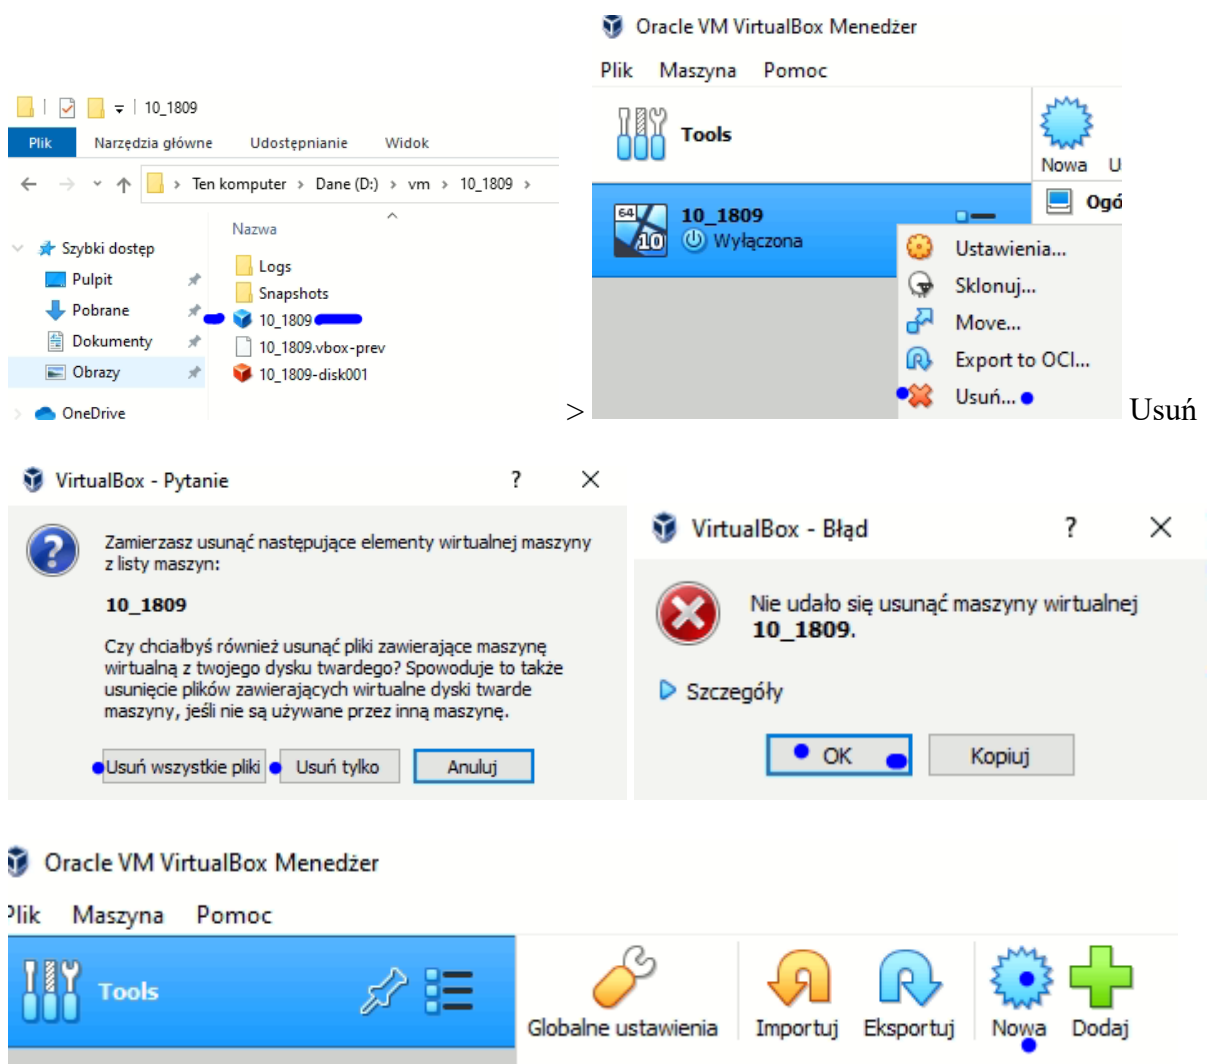 Oracle VM VirtualBox Menedżer
Plik Maszyna Pomoc
Tools
Nowa U
Ogó
10_1809
Wyłączona
64
10
Ustawienia...
Sklonuj...
Move...
Export to OCI...
Usuń...
10_1809
Plik Narzędzia główne Udostępnianie Widok
Ten komputer > Dane (D:) > vm > 10_1809 >
Nazwa
Szybki dostęp
Pulpit
Pobrane
Dokumenty
Obrazy
OneDrive
Logs
Snapshots
10_1809
10_1809.vbox-prev
10_1809-disk001
> Usuń
VirtualBox - Pytanie ?
Zamierzasz usunąć następujące elementy wirtualnej maszyny
z listy maszyn:
10_1809
Czy chciałbyś również usunąć pliki zawierające maszynę
wirtualną z twojego dysku twardego? Spowoduje to także
usunięcie plików zawierających wirtualne dyski twarde
maszyny, jeśli nie są używane przez inną maszynę.
Usuń wszystkie pliki Usuń tylko Anuluj
VirtualBox - Błąd ?
Nie udało się usunąć maszyny wirtualnej
10_1809.
Szczegóły
OK Kopiuj
Oracle VM VirtualBox Menedżer
Plik Maszyna Pomoc
Tools
Globalne ustawienia Importuj Eksportuj Nowa Dodaj